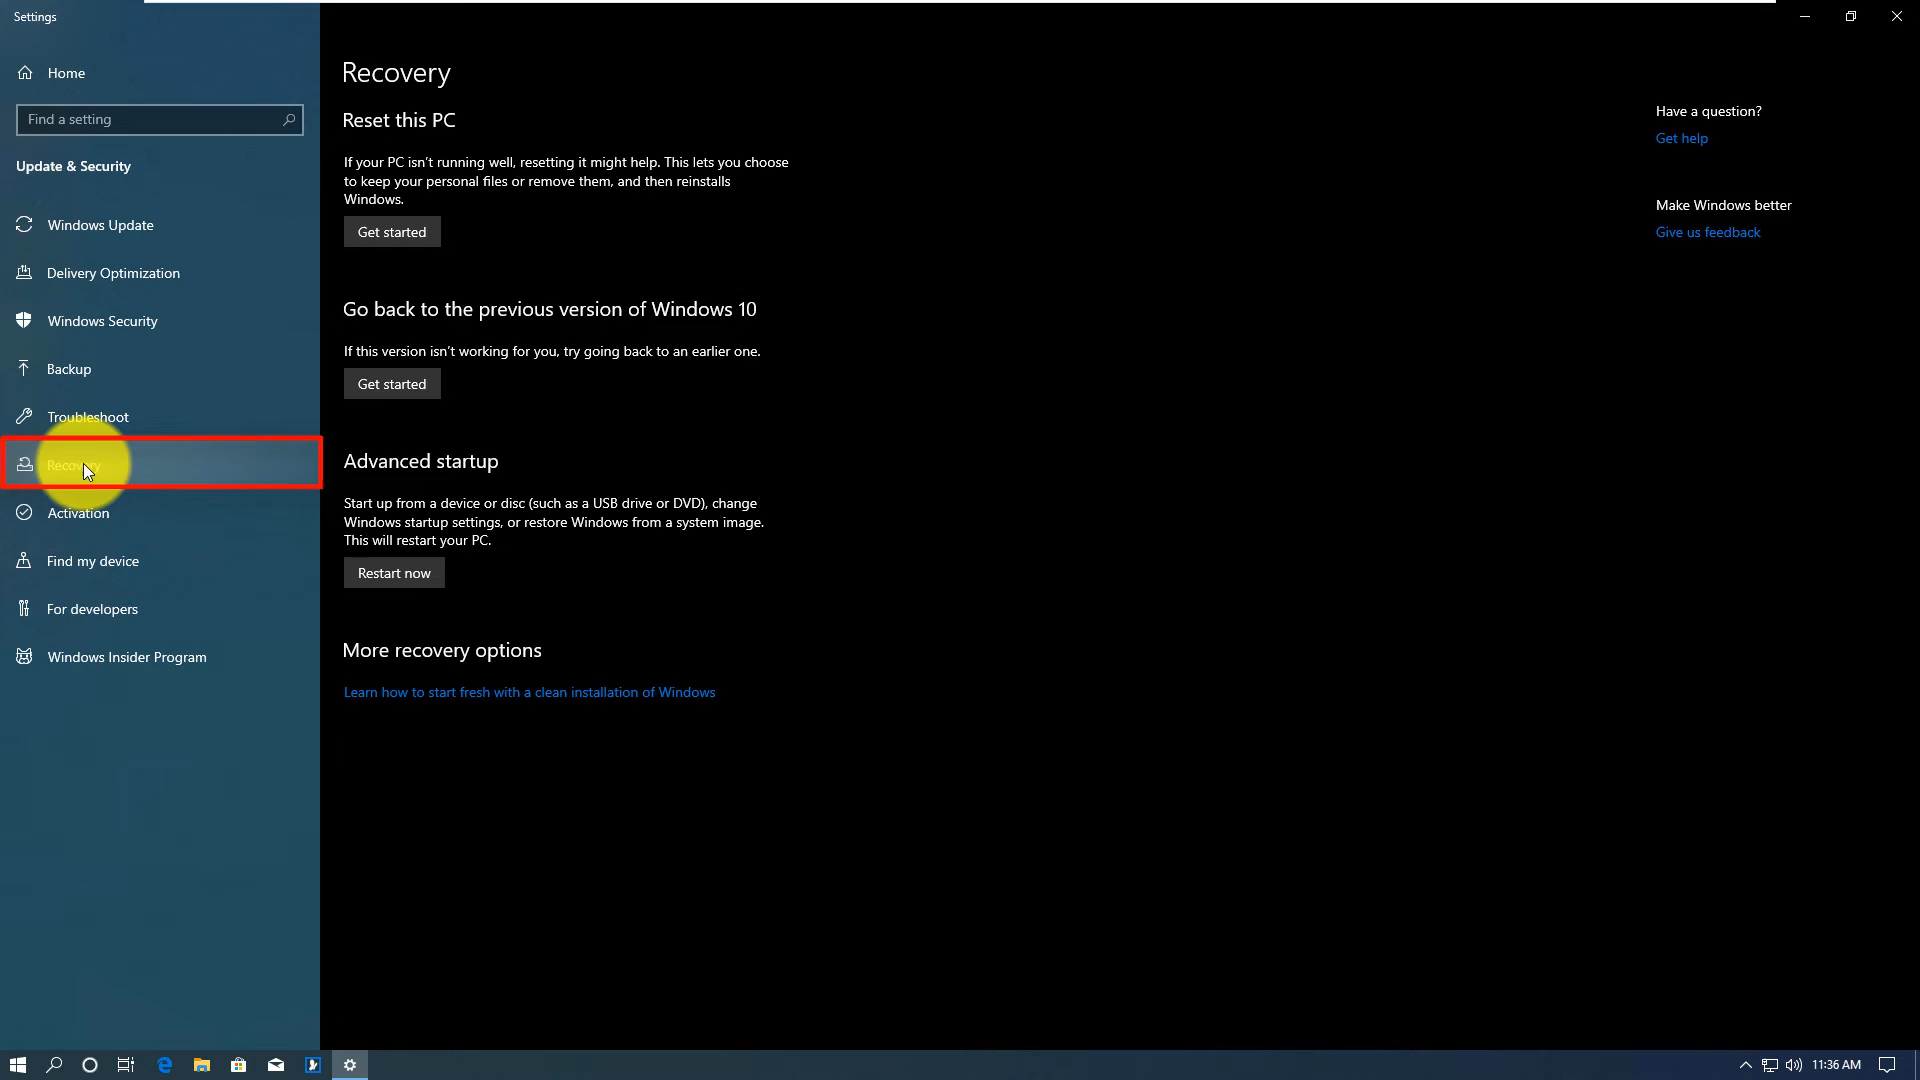 Settings
Home
Find a setting
Update & Security
Windows Update
Delivery Optimization
Windows Security
Backup
Troubleshoot
Recovery
Activation
Find my device
For developers
Windows Insider Program
Recovery
Reset this PC
If your PC isn't running well, resetting it might help. This lets you choose
to keep your personal files or remove them, and then reinstalls
Windows.
Get started
Go back to the previous version of Windows 10
If this version isn't working for you, try going back to an earlier one.
Get started
Advanced startup
Start up from a device or disc (such as a USB drive or DVD), change
Windows startup settings, or restore Windows from a system image.
This will restart your PC.
Restart now
More recovery options
Learn how to start fresh with a clean installation of Windows
Have a question?
Get help
Make Windows better
Give us feedback
11:36 AM